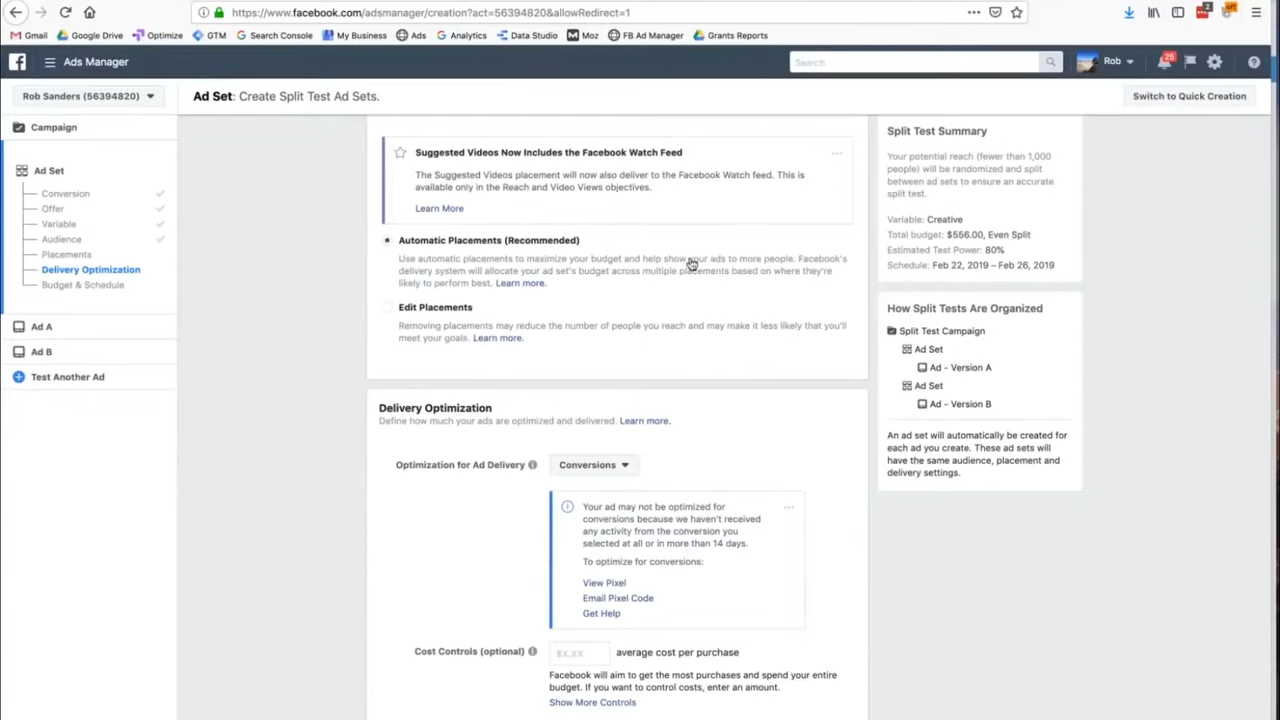 https://www.facebook.com/adsmanager/creation?act=56394820&allowRedirect=1
Gmail Google Drive Optimize GTM Search Console My Business Ads Analytics Data Studio Moz FB Ad Manager Grants Reports
Ads Manager
Search
Rob
25
2
off
Rob Sanders (56394820)
Ad Set: Create Split Test Ad Sets.
Switch to Quick Creation
Campaign
Ad Set
Conversion
Offer
Variable
Audience
Placements
Delivery Optimization
Budget & Schedule
Ad A
Ad B
Test Another Ad
Suggested Videos Now Includes the Facebook Watch Feed
The Suggested Videos placement will now also deliver to the Facebook Watch feed. This is
available only in the Reach and Video Views objectives.
Learn More
Automatic Placements (Recommended)
Use automatic placements to maximize your budget and help show your ads to more people. Facebook's
delivery system will allocate your ad set's budget across multiple placements based on where they're
likely to perform best. Learn more.
Edit Placements
Removing placements may reduce the number of people you reach and may make it less likely that you'll
meet your goals. Learn more.
Delivery Optimization
Define how much your ads are optimized and delivered. Learn more.
Optimization for Ad Delivery
Conversions
Your ad may not be optimized for
conversions because we haven't received
any activity from the conversion you
selected at all or in more than 14 days.
To optimize for conversions:
View Pixel
Email Pixel Code
Get Help
Cost Controls (optional)
$X.XX average cost per purchase
Facebook will aim to get the most purchases and spend your entire
budget. If you want to control costs, enter an amount.
Show More Controls
Split Test Summary
Your potential reach (fewer than 1,000
people) will be randomized and split
between ad sets to ensure an accurate
split test.
Variable: Creative
Total budget: $556.00, Even Split
Estimated Test Power: 80%
Schedule: Feb 22, 2019 – Feb 26, 2019
How Split Tests Are Organized
Split Test Campaign
Ad Set
Ad - Version A
Ad Set
Ad - Version B
An ad set will automatically be created for
each ad you create. These ad sets will
have the same audience, placement and
delivery settings.